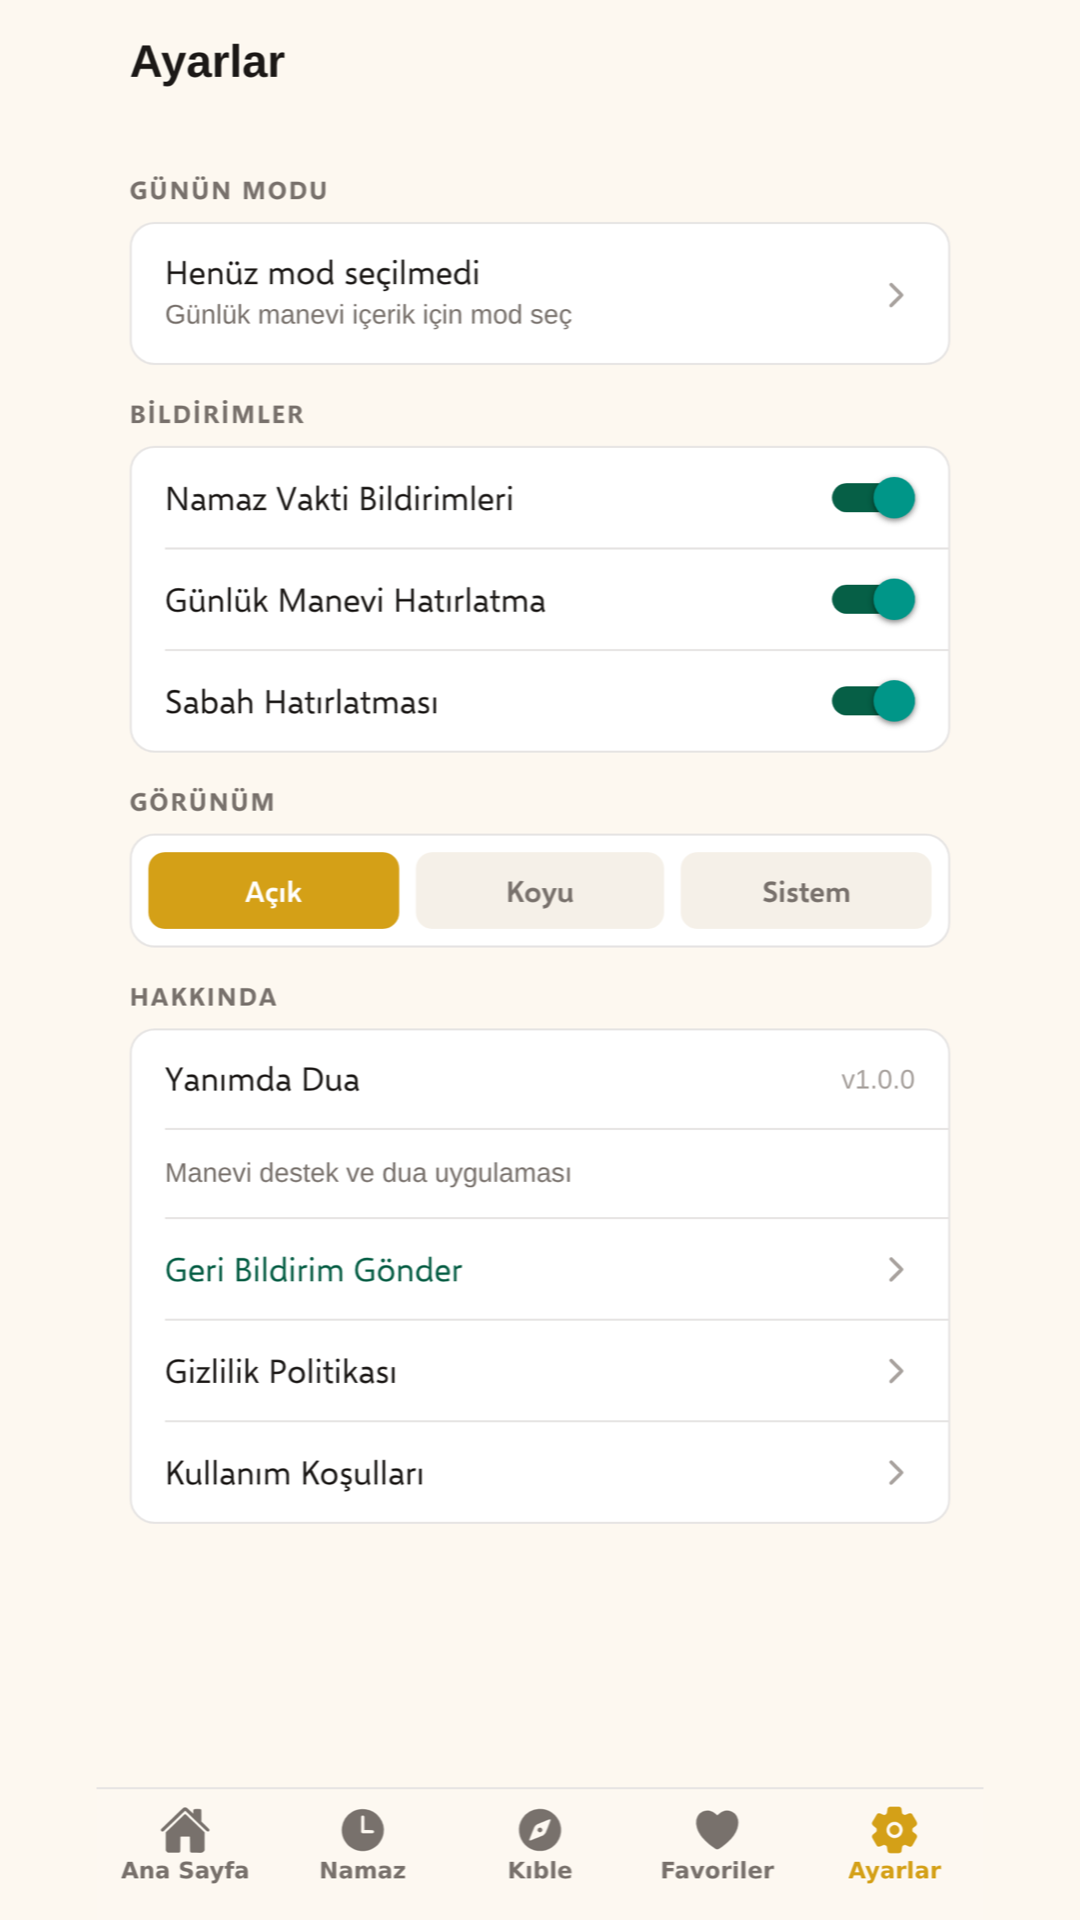 Ayarlar
GÜNÜN MODU
Henüz mod seçilmedi
Günlük manevi içerik için mod seç
BİLDİRİMLER
Namaz Vakti Bildirimleri
Günlük Manevi Hatırlatma
Sabah Hatırlatması
GÖRÜNÜM
Açık Koyu Sistem
HAKKINDA
Yanımda Dua v1.0.0
Manevi destek ve dua uygulaması
Geri Bildirim Gönder
Gizlilik Politikası
Kullanım Koşulları
Ana Sayfa Namaz Kıble Favoriler Ayarlar